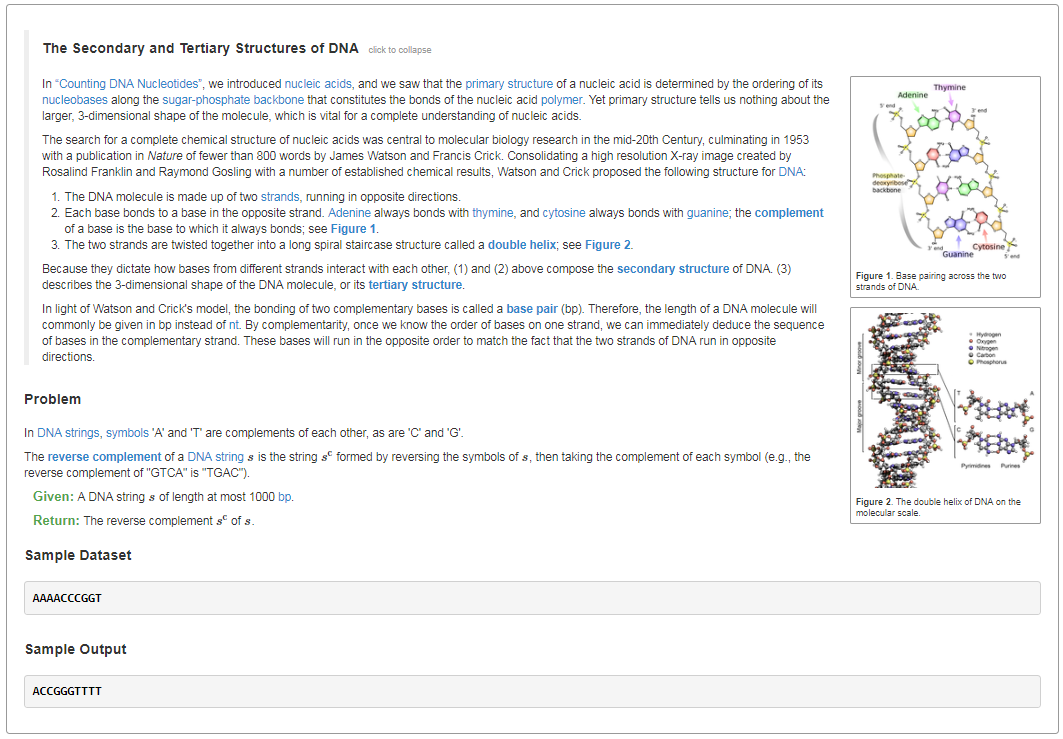 The Secondary and Tertiary Structures of DNA click to collapse
In “Counting DNA Nucleotides”, we introduced nucleic acids, and we saw that the primary structure of a nucleic acid is determined by the ordering of its
nucleobases along the sugar-phosphate backbone that constitutes the bonds of the nucleic acid polymer. Yet primary structure tells us nothing about the
larger, 3-dimensional shape of the molecule, which is vital for a complete understanding of nucleic acids.
The search for a complete chemical structure of nucleic acids was central to molecular biology research in the mid-20th Century, culminating in 1953
with a publication in Nature of fewer than 800 words by James Watson and Francis Crick. Consolidating a high resolution X-ray image created by
Rosalind Franklin and Raymond Gosling with a number of established chemical results, Watson and Crick proposed the following structure for DNA:
1. The DNA molecule is made up of two strands, running in opposite directions.
2. Each base bonds to a base in the opposite strand. Adenine always bonds with thymine, and cytosine always bonds with guanine; the complement
of a base is the base to which it always bonds; see Figure 1.
3. The two strands are twisted together into a long spiral staircase structure called a double helix; see Figure 2.
Because they dictate how bases from different strands interact with each other, (1) and (2) above compose the secondary structure of DNA. (3)
describes the 3-dimensional shape of the DNA molecule, or its tertiary structure.
In light of Watson and Crick's model, the bonding of two complementary bases is called a base pair (bp). Therefore, the length of a DNA molecule will
commonly be given in bp instead of nt. By complementarity, once we know the order of bases on one strand, we can immediately deduce the sequence
of bases in the complementary strand. These bases will run in the opposite order to match the fact that the two strands of DNA run in opposite
directions.
Thymine
Adenine
5' end
3' end
Phosphate-
deoxyribose
backbone
3' end
Cytosine
Guanine
5' end
Figure 1. Base pairing across the two
strands of DNA.
Minor groove
Major groove
Hydrogen
Oxygen
Nitrogen
Carbon
Phosphorus
T
A
C
G
Pyrimidines
Purines
Figure 2. The double helix of DNA on the
molecular scale.
Problem
In DNA strings, symbols 'A' and 'T' are complements of each other, as are 'C' and 'G'.
The reverse complement of a DNA string s is the string sᶜ formed by reversing the symbols of s, then taking the complement of each symbol (e.g., the
reverse complement of "GTCA" is "TGAC").
Given: A DNA string s of length at most 1000 bp.
Return: The reverse complement sᶜ of s.
Sample Dataset
AAAACCCGGT
Sample Output
ACCGGGTTTT